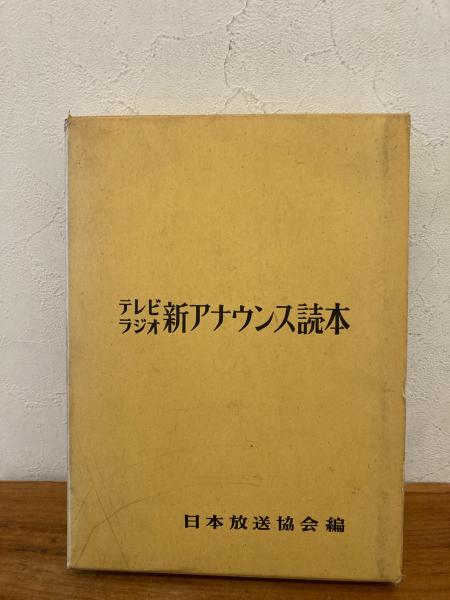 テレビ
ラジオ 新アナウンス読本
日本放送協会編